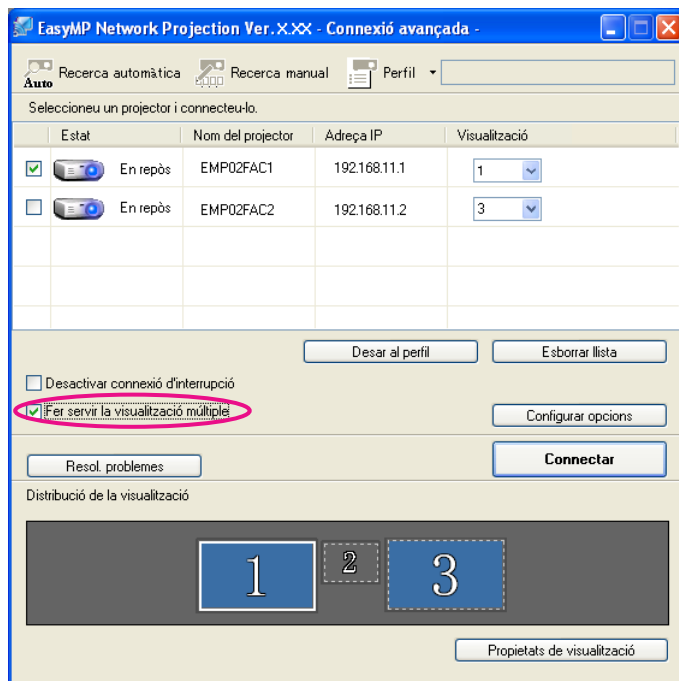 EasyMP Network Projection Ver. X.XX - Connexió avançada -
Auto Recerca automàtica Recerca manual Perfil
Seleccioneu un projector i connecteu-lo.
Estat Nom del projector Adreça IP Visualització
En repòs EMP02FAC1 192.168.11.1 1
En repòs EMP02FAC2 192.168.11.2 3
Desar al perfil Esborrar llista
Desactivar connexió d'interrupció
Fer servir la visualització múltiple
Configurar opcions
Resol. problemes Connectar
Distribució de la visualització
1 2 3
Propietats de visualització